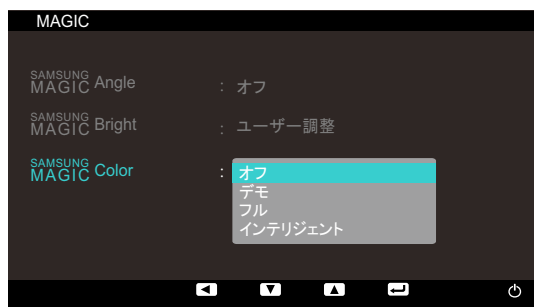 MAGIC
SAMSUNG
MAGIC Angle : オフ
SAMSUNG
MAGIC Bright : ユーザー調整
SAMSUNG
MAGIC Color : オフ
デモ
フル
インテリジェント